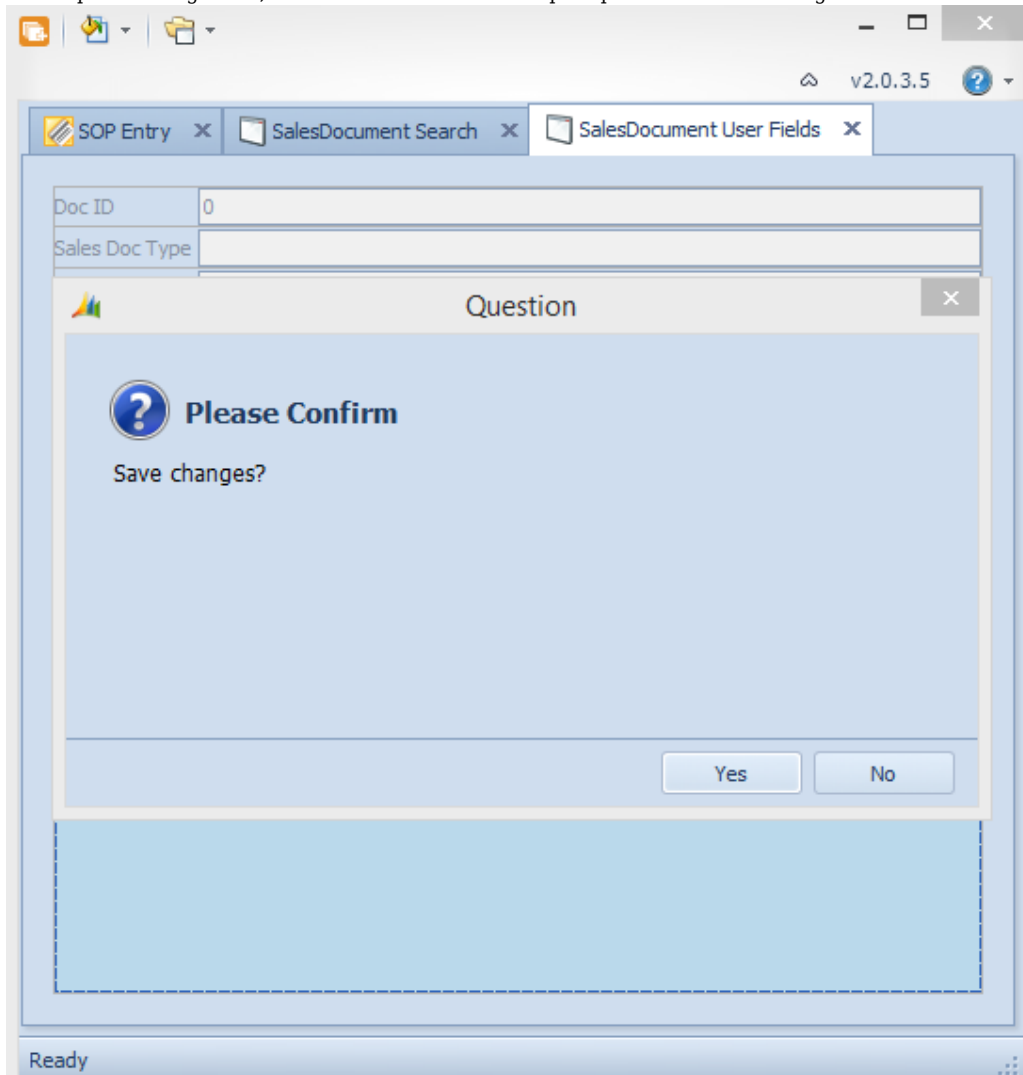 v2.0.3.5
SOP Entry SalesDocument Search SalesDocument User Fields
Doc ID 0
Sales Doc Type
Question
Please Confirm
Save changes?
Yes No
Ready